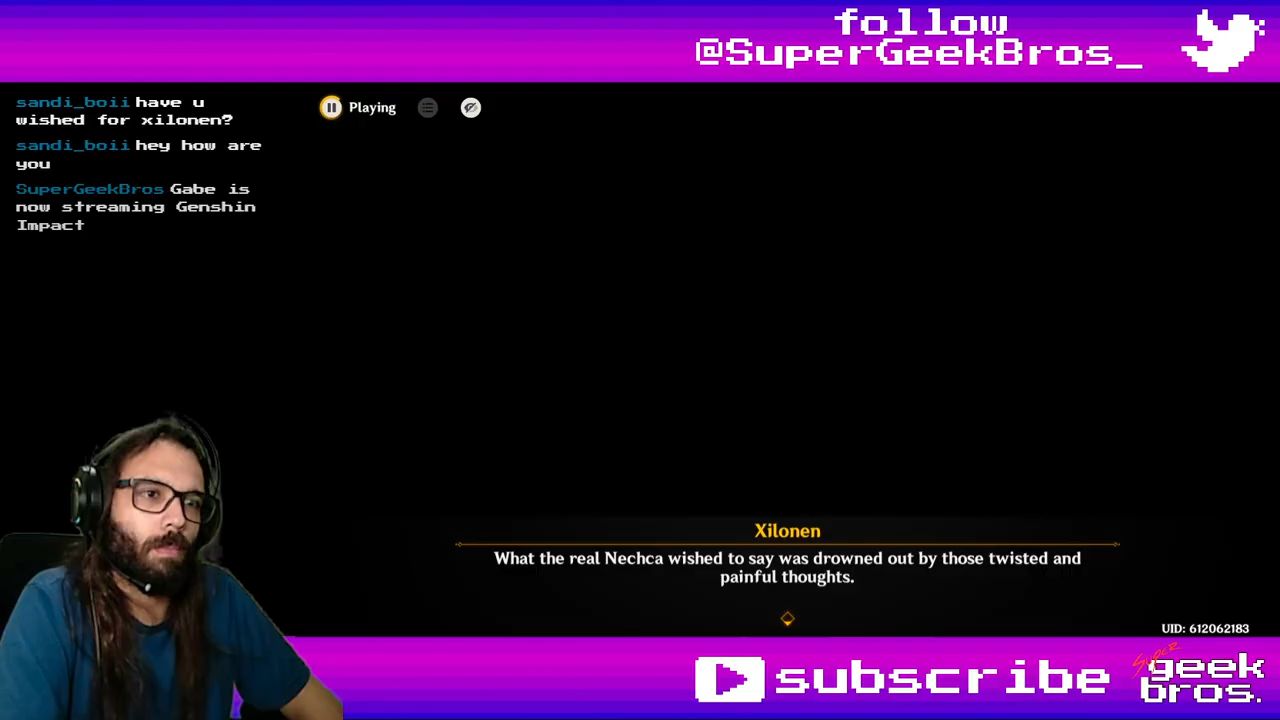 follow
@SuperGeekBros_
sandi_boii have u
wished for xilonen?
sandi_boii hey how are
you
SuperGeekBros Gabe is
now streaming Genshin
Impact
Playing
Xilonen
What the real Nechca wished to say was drowned out by those twisted and
painful thoughts.
UID: 612062183
subscribe
super
geek
bros.